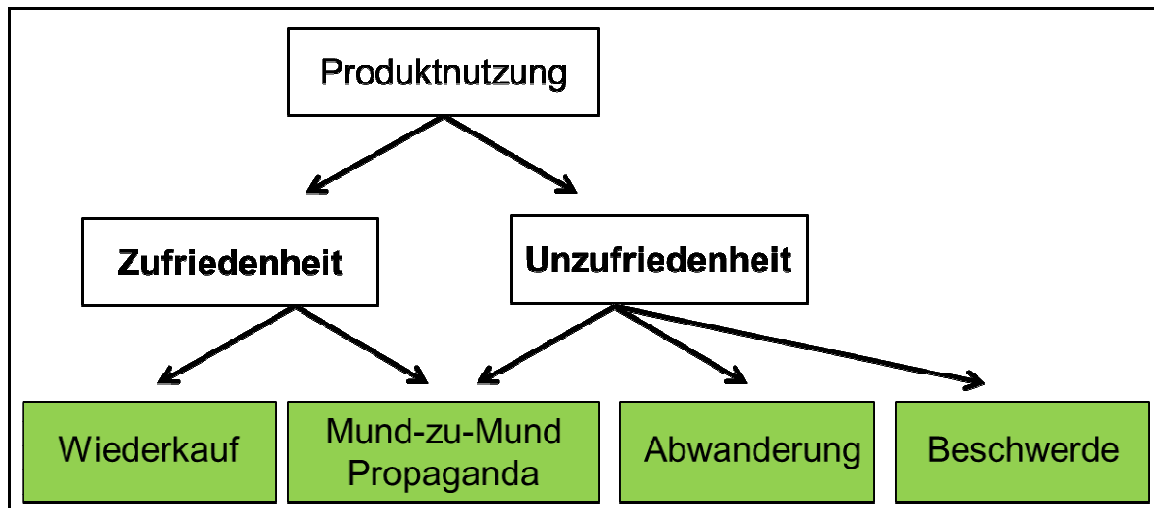 Produktnutzung
Zufriedenheit
Unzufriedenheit
Wiederkauf
Mund-zu-Mund
Propaganda
Abwanderung
Beschwerde